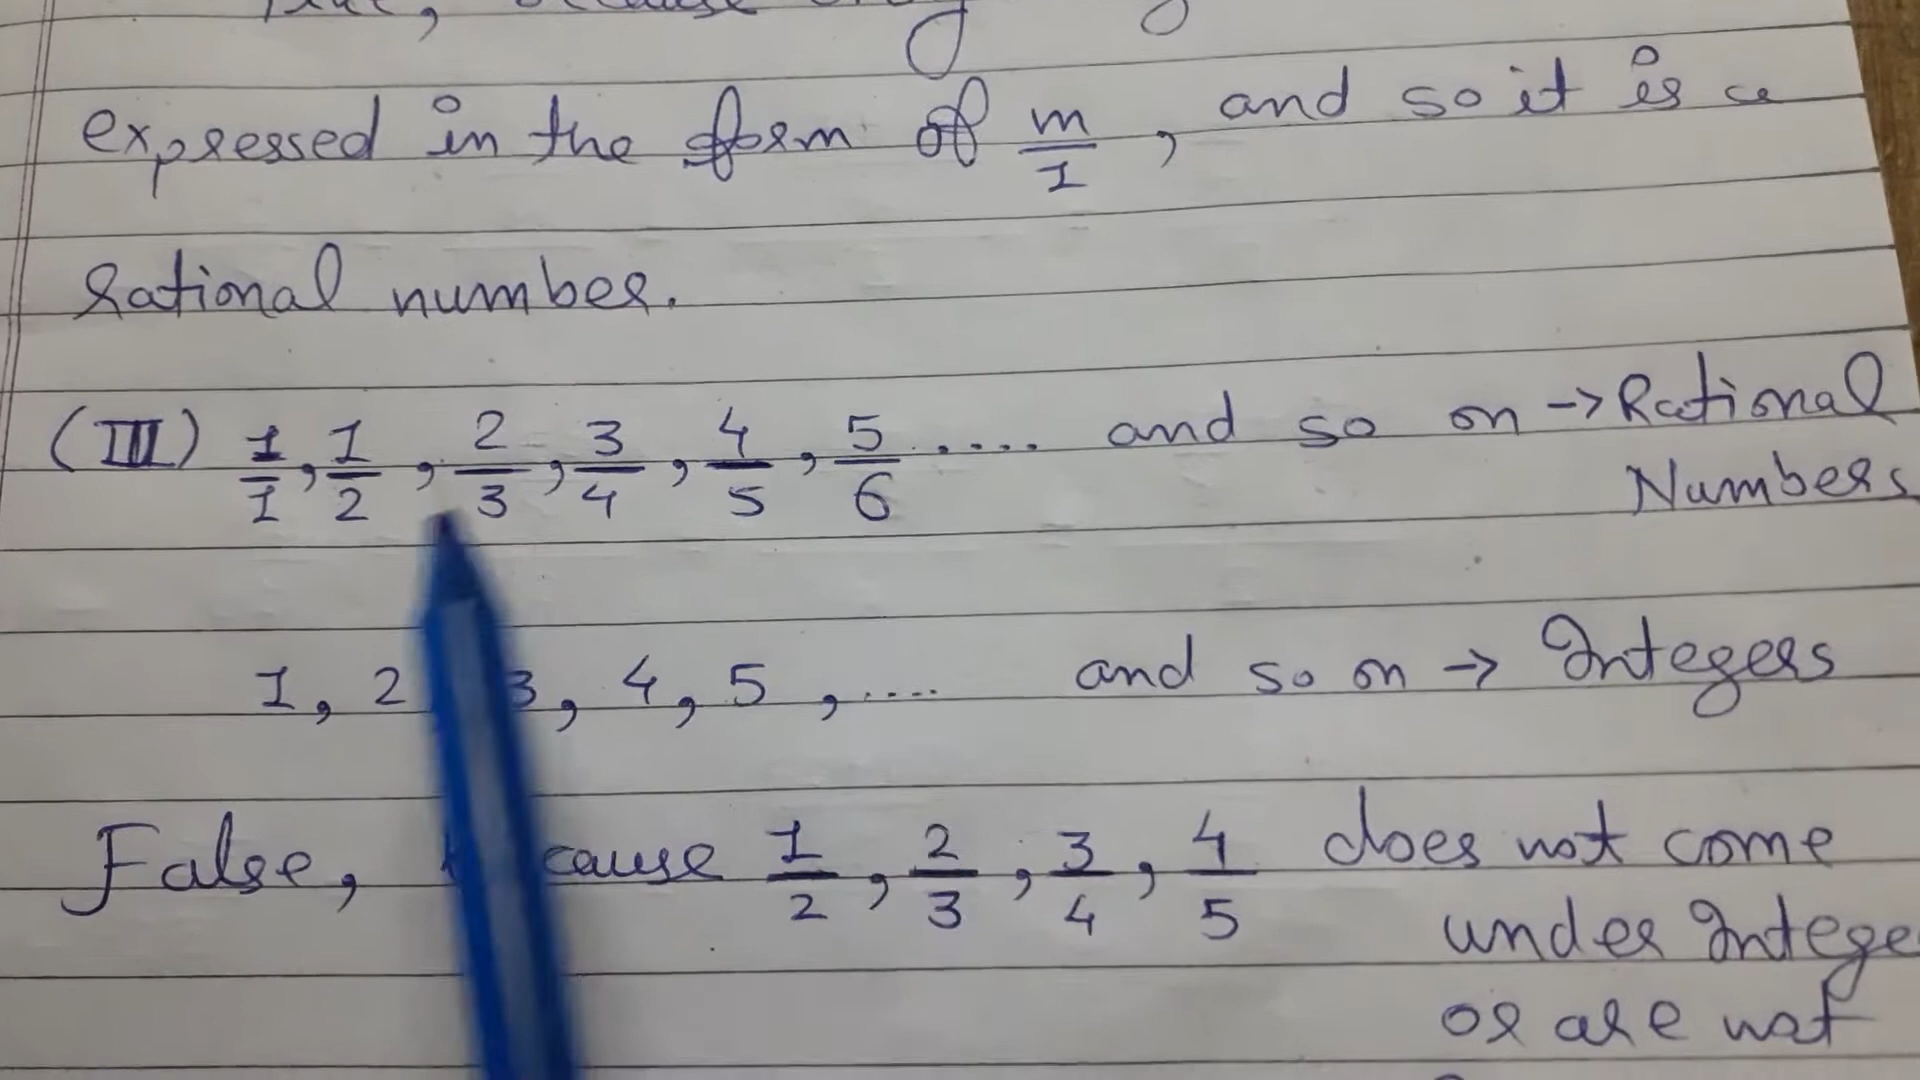 expressed in the form of m/1, and so it is a
rational number.
(III) 1/1, 1/2, 2/3, 3/4, 4/5, 5/6 .... and so on -> Rational
Numbers
1, 2 3, 4, 5, .... and so on -> Integers
False, cause 1/2, 2/3, 3/4, 4/5 does not come
under Intege
or are not